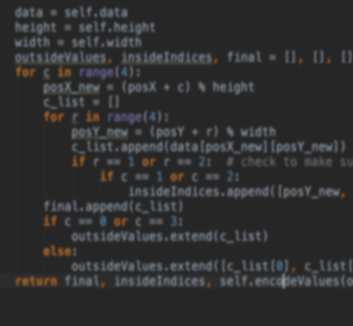 data = self.data
height = self.height
width = self.width
outsideValues, insideIndices, final = [], [], []
for c in range(4):
posX_new = (posX + c) % height
c_list = []
for r in range(4):
posY_new = (posY + r) % width
c_list.append(data[posX_new][posY_new])
if r == 1 or r == 2: # check to make su
if c == 1 or c == 2:
insideIndices.append([posY_new,
final.append(c_list)
if c == 0 or c == 3:
outsideValues.extend(c_list)
else:
outsideValues.extend([c_list[0], c_list[
return final, insideIndices, self.encodeValues(o